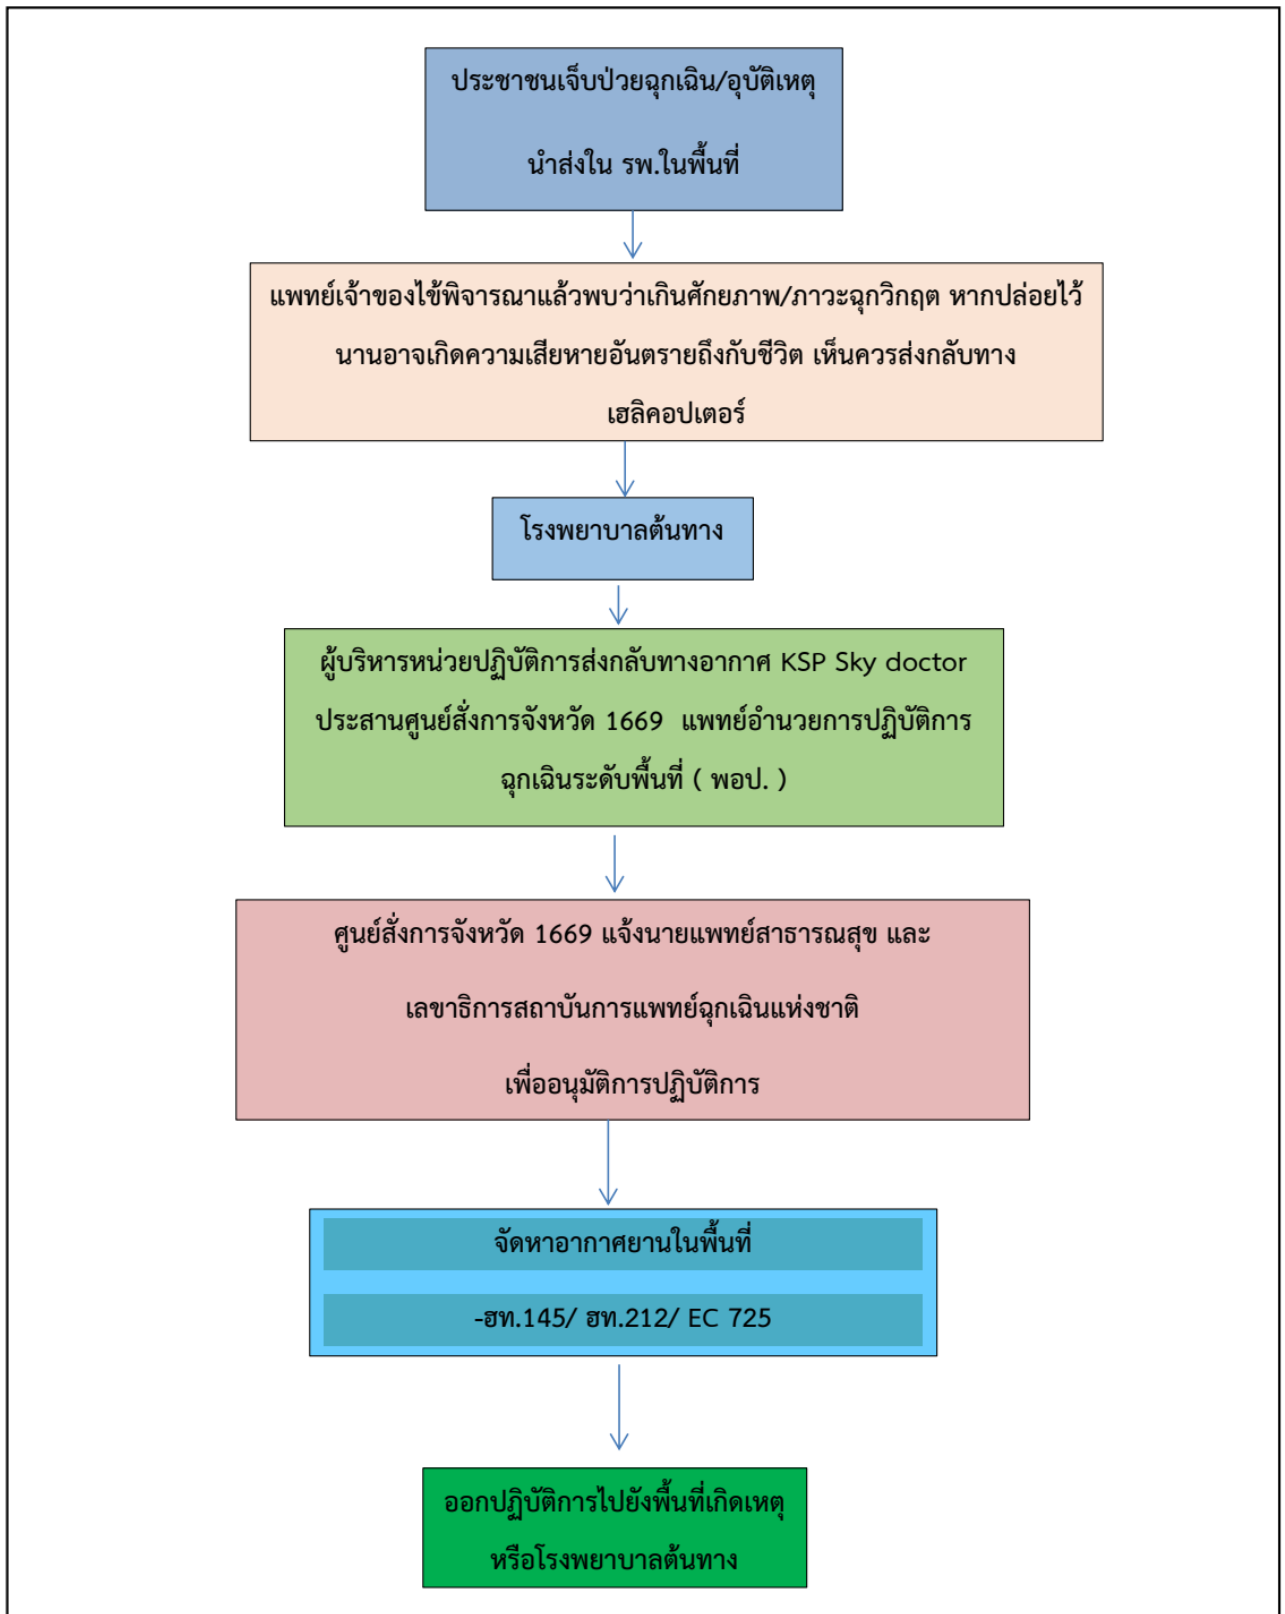 ประชาชนเจ็บป่วยฉุกเฉิน/อุบัติเหตุ
นำส่งใน รพ.ในพื้นที่
แพทย์เจ้าของไข้พิจารณาแล้วพบว่าเกินศักยภาพ/ภาวะฉุกวิกฤต หากปล่อยไว้
นานอาจเกิดความเสียหายอันตรายถึงกับชีวิต เห็นควรส่งกลับทาง
เฮลิคอปเตอร์
โรงพยาบาลต้นทาง
ผู้บริหารหน่วยปฏิบัติการส่งกลับทางอากาศ KSP Sky doctor
ประสานศูนย์สั่งการจังหวัด 1669 แพทย์อำนวยการปฏิบัติการ
ฉุกเฉินระดับพื้นที่ ( พอป. )
ศูนย์สั่งการจังหวัด 1669 แจ้งนายแพทย์สาธารณสุข และ
เลขาธิการสถาบันการแพทย์ฉุกเฉินแห่งชาติ
เพื่ออนุมัติการปฏิบัติการ
จัดหาอากาศยานในพื้นที่
-ฮท.145/ ฮท.212/ EC 725
ออกปฏิบัติการไปยังพื้นที่เกิดเหตุ
หรือโรงพยาบาลต้นทาง